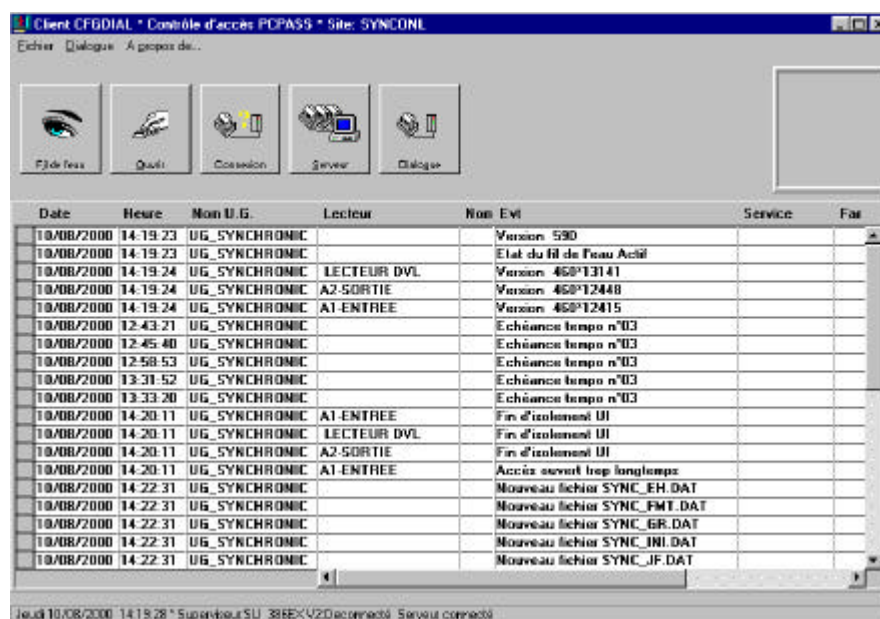 Client CFGDIAL * Contrôle d'accès PCPASS * Site: SYNCONL
Fichier Dialogue A propos de...
Fil de l'eau Ouvrir Connexion Serveur Dialogue
Date Heure Nom U.G. Lecteur Nom Evt Service Fam
10/08/2000 14:19:23 UG_SYNCHRONIC Version 590
10/08/2000 14:19:23 UG_SYNCHRONIC Etat du fil de l'eau Actif
10/08/2000 14:19:24 UG_SYNCHRONIC LECTEUR DVL Version 460*13141
10/08/2000 14:19:24 UG_SYNCHRONIC A2-SORTIE Version 460*12448
10/08/2000 14:19:24 UG_SYNCHRONIC A1-ENTREE Version 460*12415
10/08/2000 12:43:21 UG_SYNCHRONIC Echéance tempo n°03
10/08/2000 12:45:40 UG_SYNCHRONIC Echéance tempo n°03
10/08/2000 12:58:53 UG_SYNCHRONIC Echéance tempo n°03
10/08/2000 13:31:52 UG_SYNCHRONIC Echéance tempo n°03
10/08/2000 13:33:20 UG_SYNCHRONIC Echéance tempo n°03
10/08/2000 14:20:11 UG_SYNCHRONIC A1-ENTREE Fin d'isolement UI
10/08/2000 14:20:11 UG_SYNCHRONIC LECTEUR DVL Fin d'isolement UI
10/08/2000 14:20:11 UG_SYNCHRONIC A2-SORTIE Fin d'isolement UI
10/08/2000 14:20:11 UG_SYNCHRONIC A1-ENTREE Accès ouvert trop longtemps
10/08/2000 14:22:31 UG_SYNCHRONIC Nouveau fichier SYNC_EH.DAT
10/08/2000 14:22:31 UG_SYNCHRONIC Nouveau fichier SYNC_FMT.DAT
10/08/2000 14:22:31 UG_SYNCHRONIC Nouveau fichier SYNC_GR.DAT
10/08/2000 14:22:31 UG_SYNCHRONIC Nouveau fichier SYNC_INI.DAT
10/08/2000 14:22:31 UG_SYNCHRONIC Nouveau fichier SYNC_JF.DAT
Jeudi 10/08/2000 14:19:28 * Superviseur SU_386EX V2:Deconnecté Serveur connecté